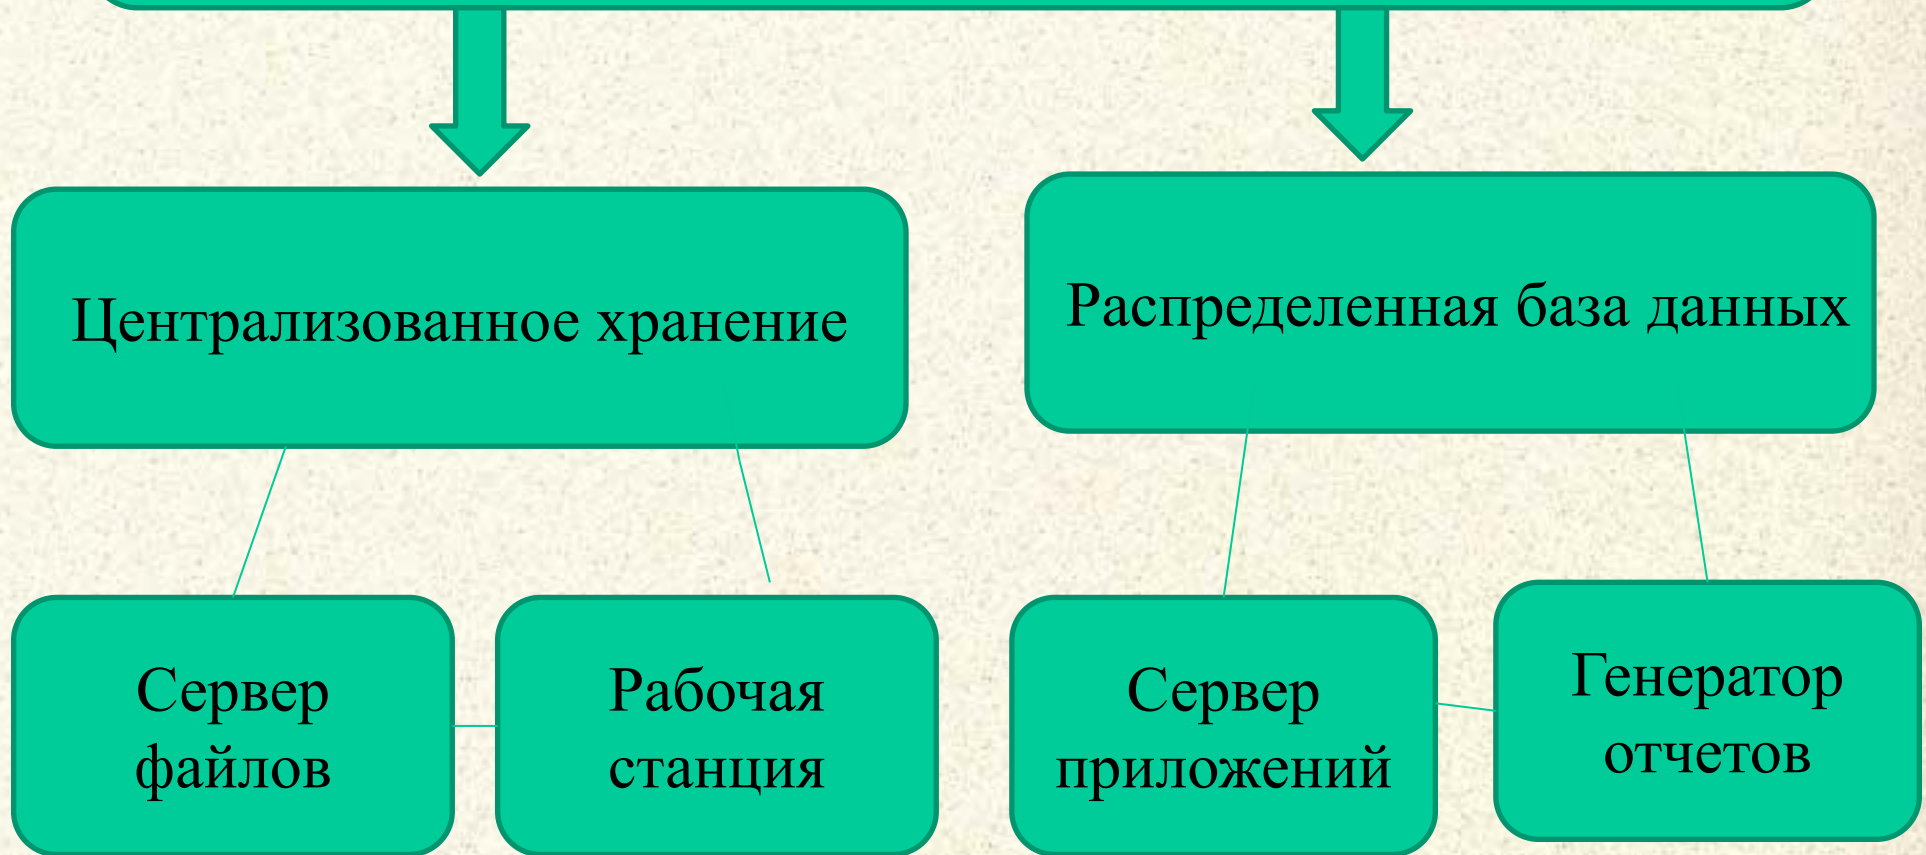 Централизованное хранение
Распределенная база данных
Сервер
файлов
Рабочая
станция
Сервер
приложений
Генератор
отчетов